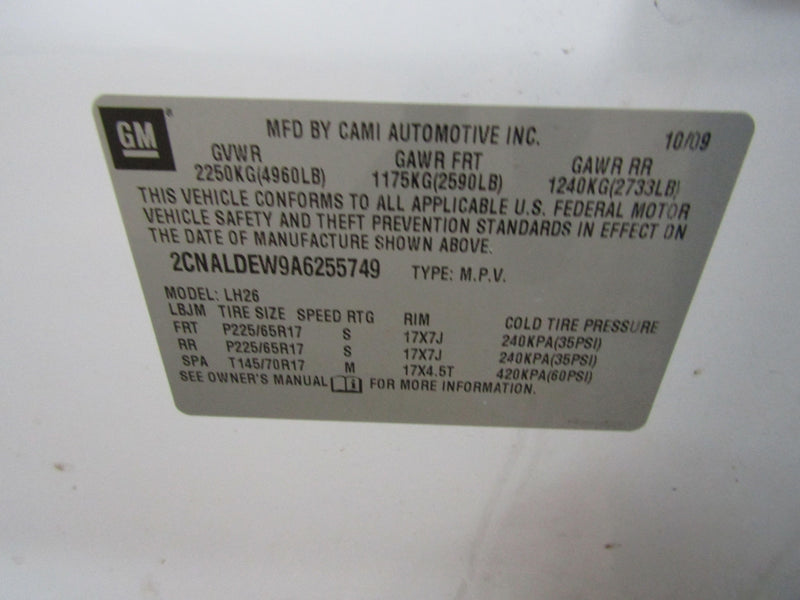 GM ®
MFD BY CAMI AUTOMOTIVE INC. 10/09
GVWR GAWR FRT GAWR RR
2250KG(4960LB) 1175KG(2590LB) 1240KG(2733LB)
THIS VEHICLE CONFORMS TO ALL APPLICABLE U.S. FEDERAL MOTOR
VEHICLE SAFETY AND THEFT PREVENTION STANDARDS IN EFFECT ON
THE DATE OF MANUFACTURE SHOWN ABOVE.
2CNALDEW9A6255749 TYPE: M.P.V.
MODEL: LH26
LBJM TIRE SIZE SPEED RTG RIM COLD TIRE PRESSURE
FRT P225/65R17 S 17X7J 240KPA(35PSI)
RR P225/65R17 S 17X7J 240KPA(35PSI)
SPA T145/70R17 M 17X4.5T 420KPA(60PSI)
SEE OWNER'S MANUAL FOR MORE INFORMATION.